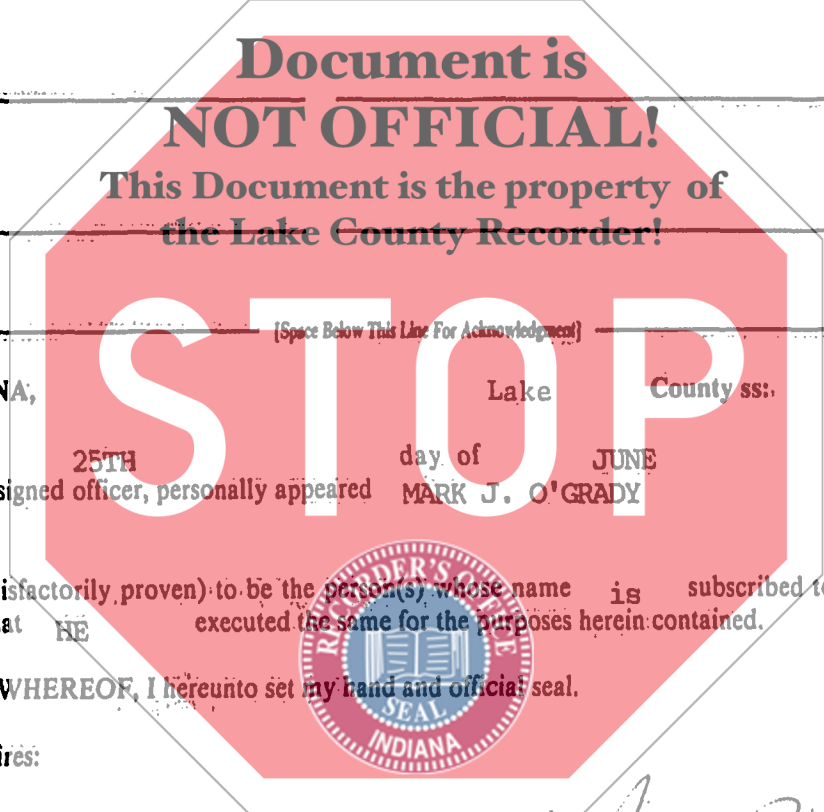 Document is
NOT OFFICIAL!
This Document is the property of
the Lake County Recorder!
[Space Below This Line For Acknowledgment]
NA, Lake County ss:
STOP
25TH day of JUNE
signed officer, personally appeared MARK J. O'GRADY
isfactorily proven) to be the person(s) whose name is subscribed to
at HE executed the same for the purposes herein contained.
WHEREOF, I hereunto set my hand and official seal.
RECORDER'S OFFICE
SEAL
INDIANA
ires: